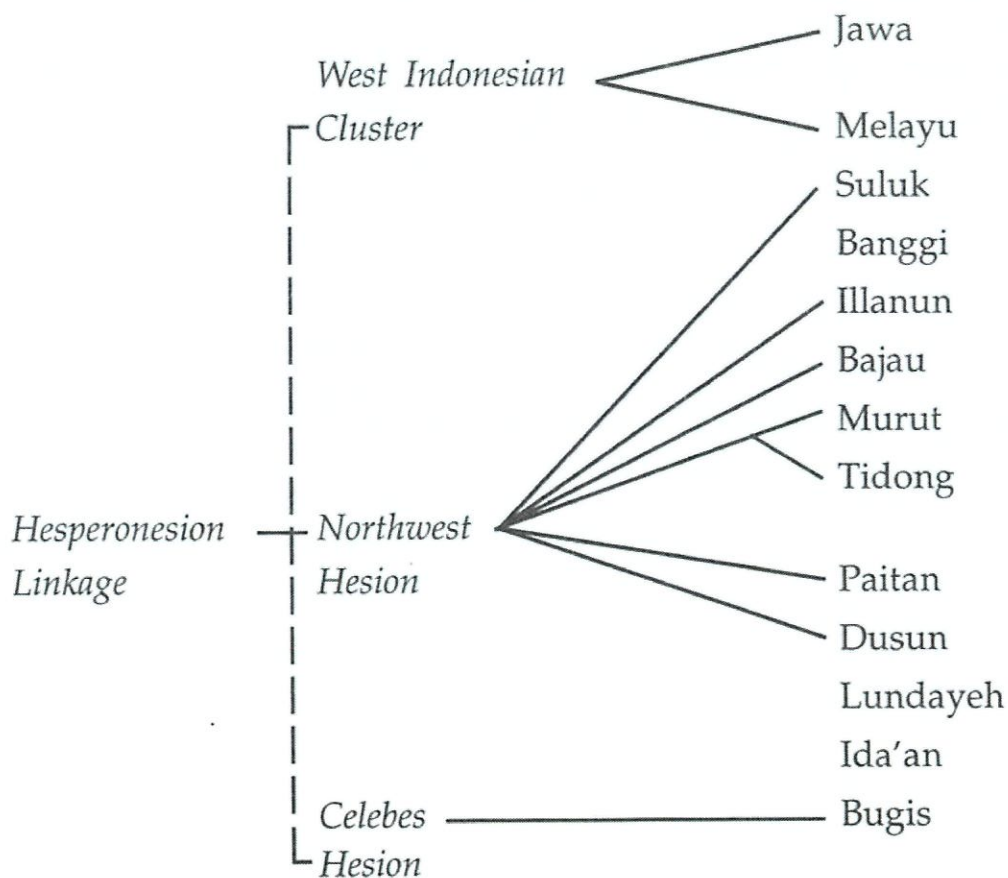 Jawa
West Indonesian
Cluster
Melayu
Suluk
Banggi
Illanun
Bajau
Murut
Tidong
Hesperonesion
Linkage
Northwest
Hesion
Paitan
Dusun
Lundayeh
Ida'an
Celebes
Hesion
Bugis